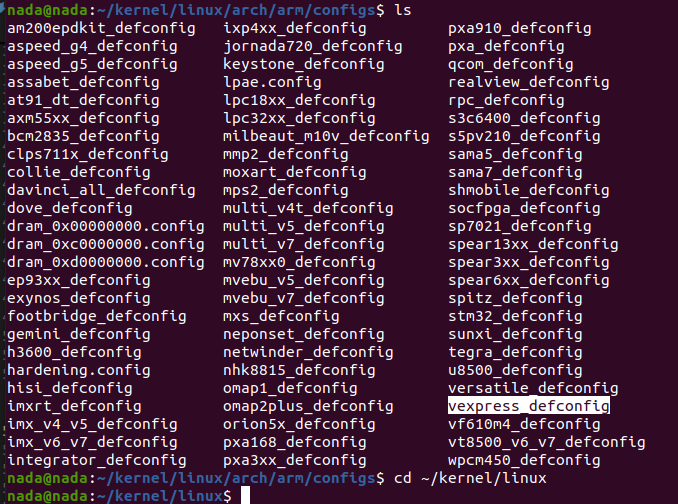 nada@nada:~/kernel/linux/arch/arm/configs$ ls
am200epdkit_defconfig ixp4xx_defconfig pxa910_defconfig
aspeed_g4_defconfig jornada720_defconfig pxa_defconfig
aspeed_g5_defconfig keystone_defconfig qcom_defconfig
assabet_defconfig lpae.config realview_defconfig
at91_dt_defconfig lpc18xx_defconfig rpc_defconfig
axm55xx_defconfig lpc32xx_defconfig s3c6400_defconfig
bcm2835_defconfig milbeaut_m10v_defconfig s5pv210_defconfig
clps711x_defconfig mmp2_defconfig sama5_defconfig
collie_defconfig moxart_defconfig sama7_defconfig
davinci_all_defconfig mps2_defconfig shmobile_defconfig
dove_defconfig multi_v4t_defconfig socfpga_defconfig
dram_0x00000000.config multi_v5_defconfig sp7021_defconfig
dram_0xc0000000.config multi_v7_defconfig spear13xx_defconfig
dram_0xd0000000.config mv78xx0_defconfig spear3xx_defconfig
ep93xx_defconfig mvebu_v5_defconfig spear6xx_defconfig
exynos_defconfig mvebu_v7_defconfig spitz_defconfig
footbridge_defconfig mxs_defconfig stm32_defconfig
gemini_defconfig neponset_defconfig sunxi_defconfig
h3600_defconfig netwinder_defconfig tegra_defconfig
hardening.config nhk8815_defconfig u8500_defconfig
hisi_defconfig omap1_defconfig versatile_defconfig
imxrt_defconfig omap2plus_defconfig vexpress_defconfig
imx_v4_v5_defconfig orion5x_defconfig vf610m4_defconfig
imx_v6_v7_defconfig pxa168_defconfig vt8500_v6_v7_defconfig
integrator_defconfig pxa3xx_defconfig wpcm450_defconfig
nada@nada:~/kernel/linux/arch/arm/configs$ cd ~/kernel/linux
nada@nada:~/kernel/linux$